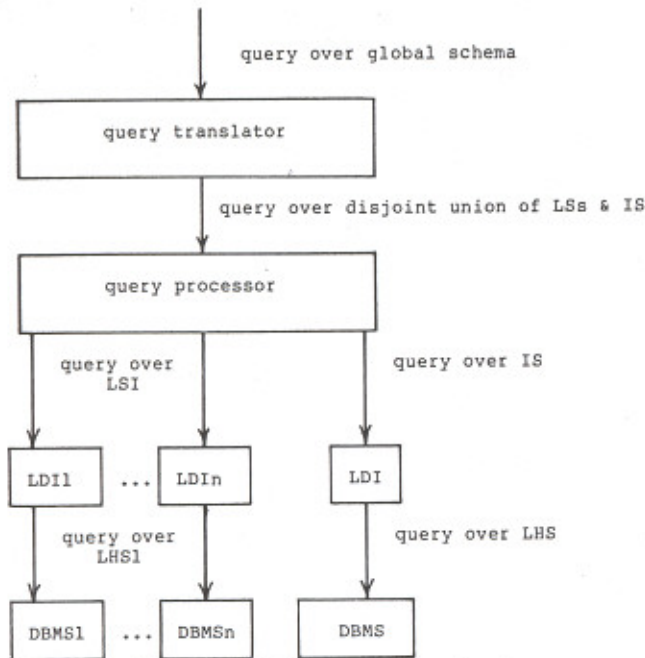 query over global schema
query translator
query over disjoint union of LSs & IS
query processor
query over
LSI
query over IS
LDI1 ... LDIn LDI
query over
LHS1
query over LHS
DBMS1 ... DBMSn DBMS